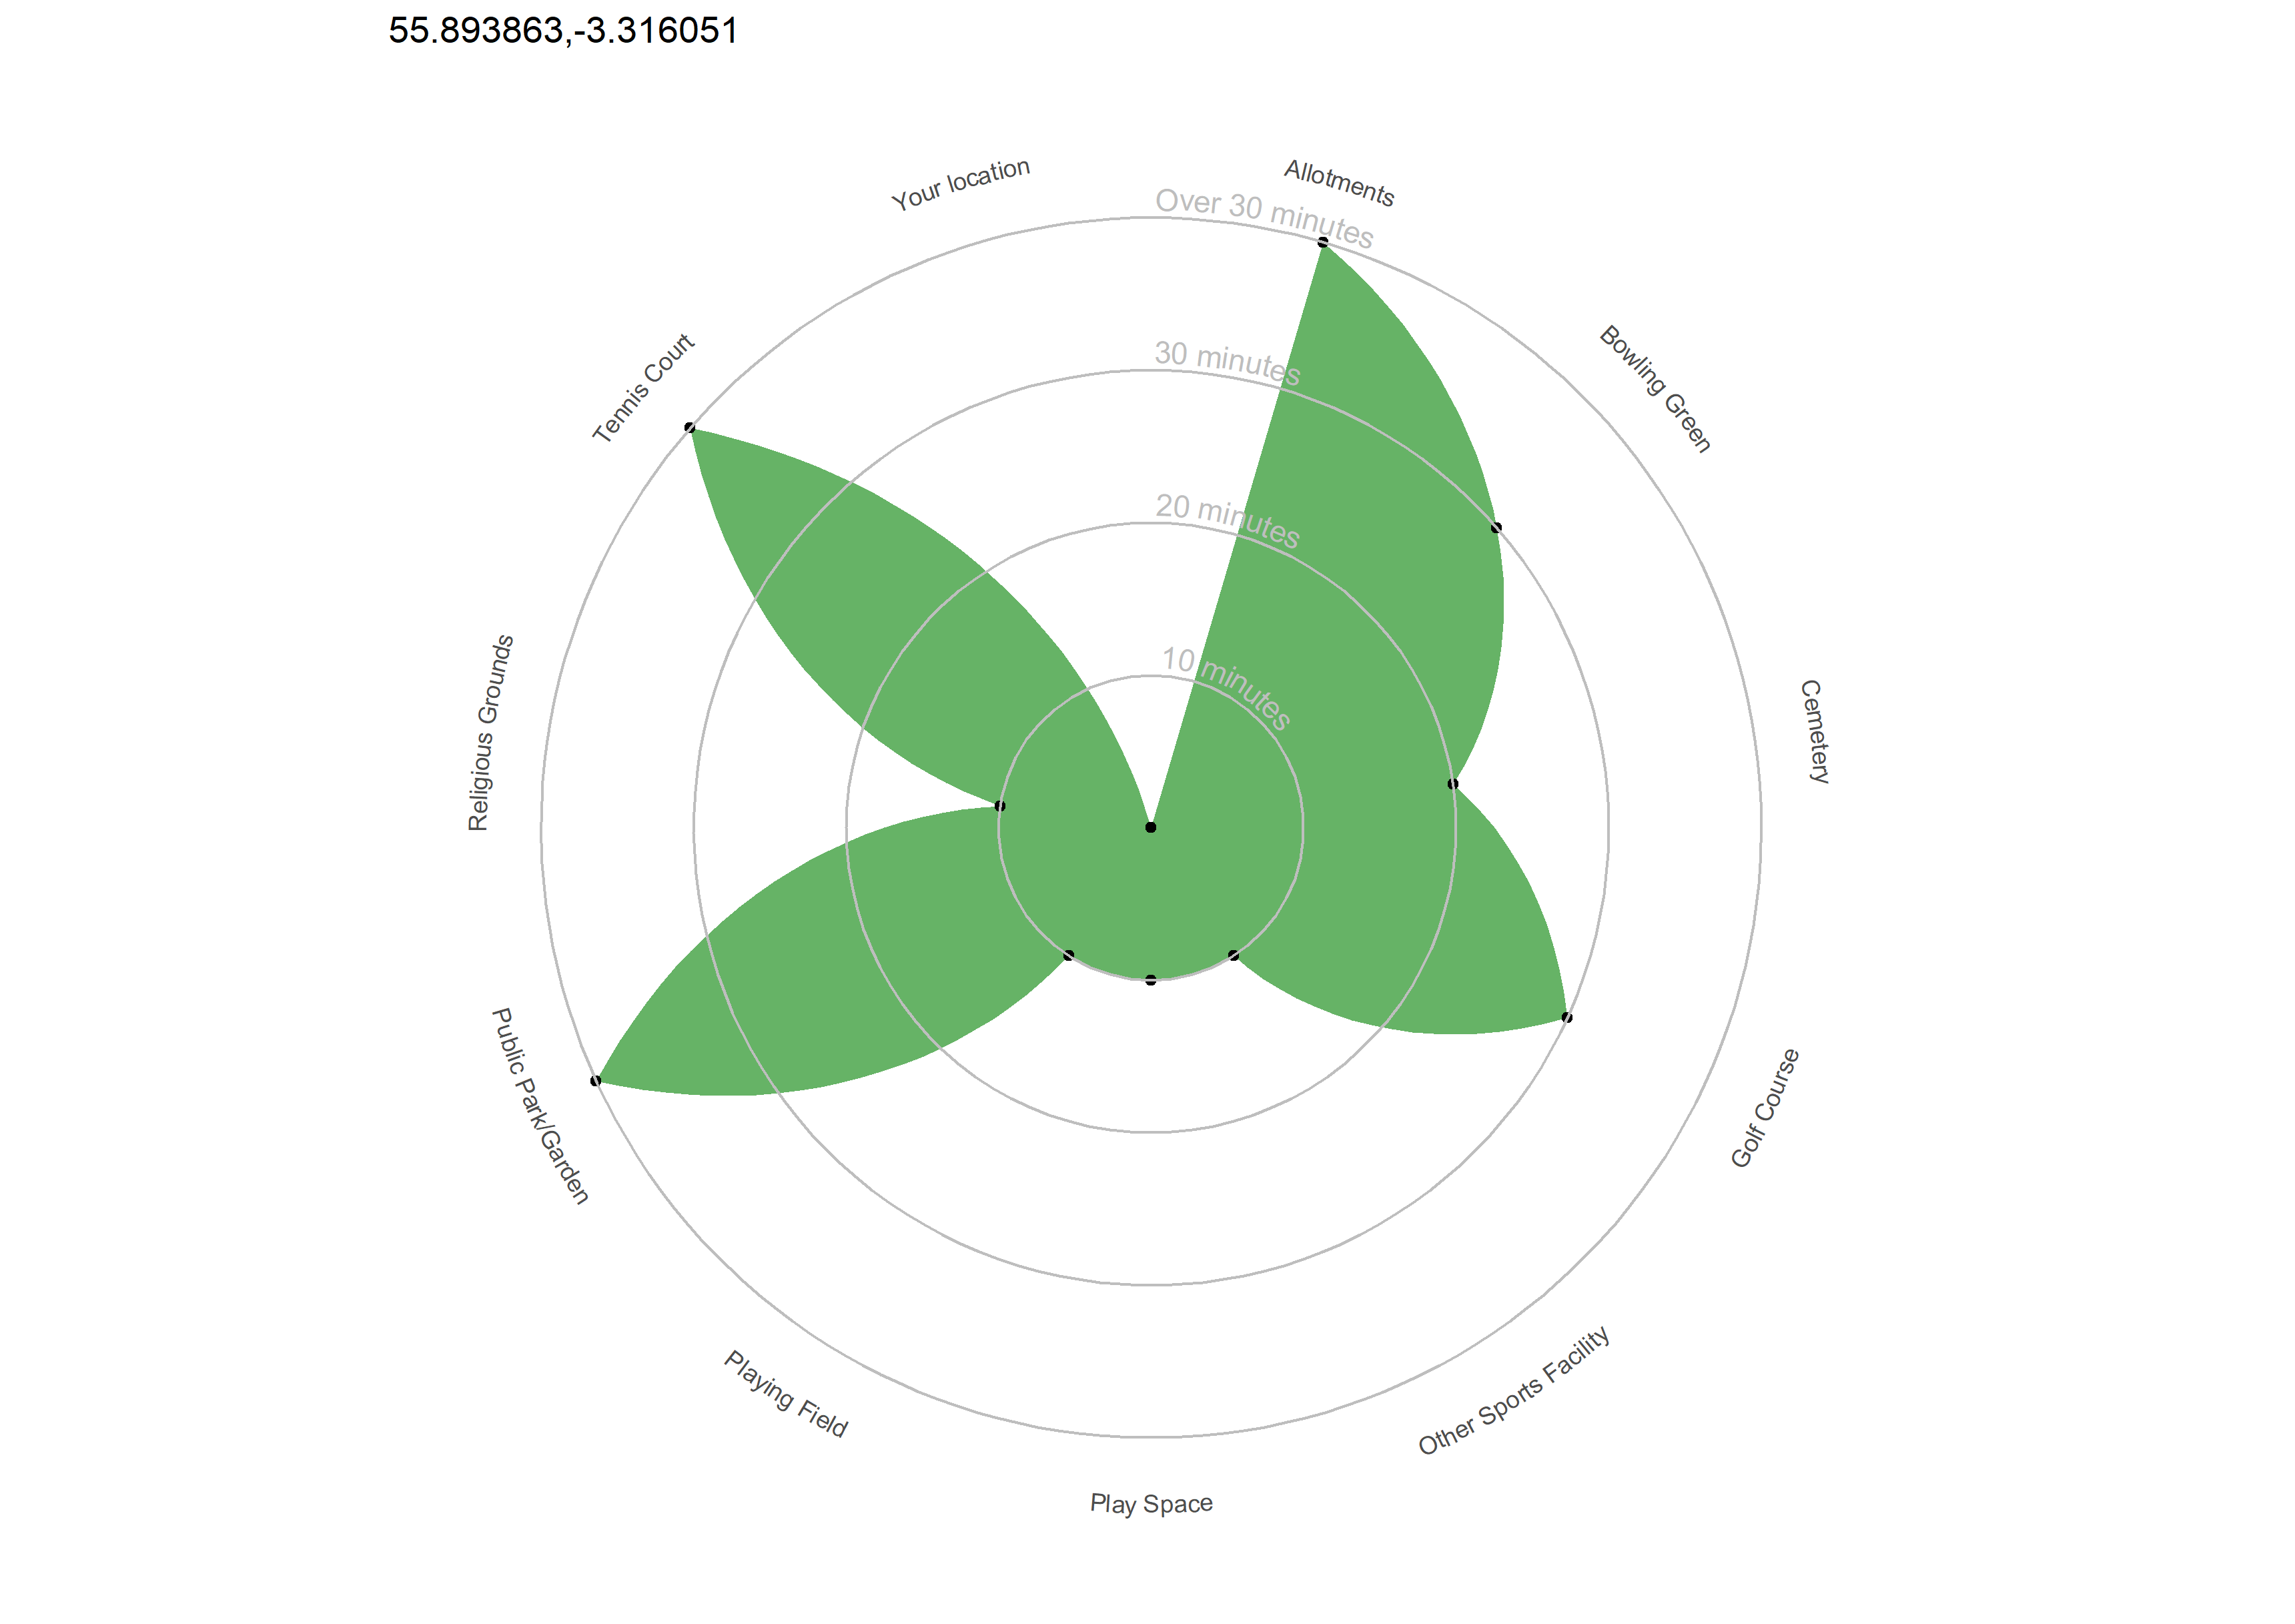 55.893863,-3.316051
Your location
Allotments
Over 30 minutes
Bowling Green
Tennis Court
30 minutes
20 minutes
10 minutes
Religious Grounds
Cemetery
Public Park/Garden
Golf Course
Playing Field
Other Sports Facility
Play Space